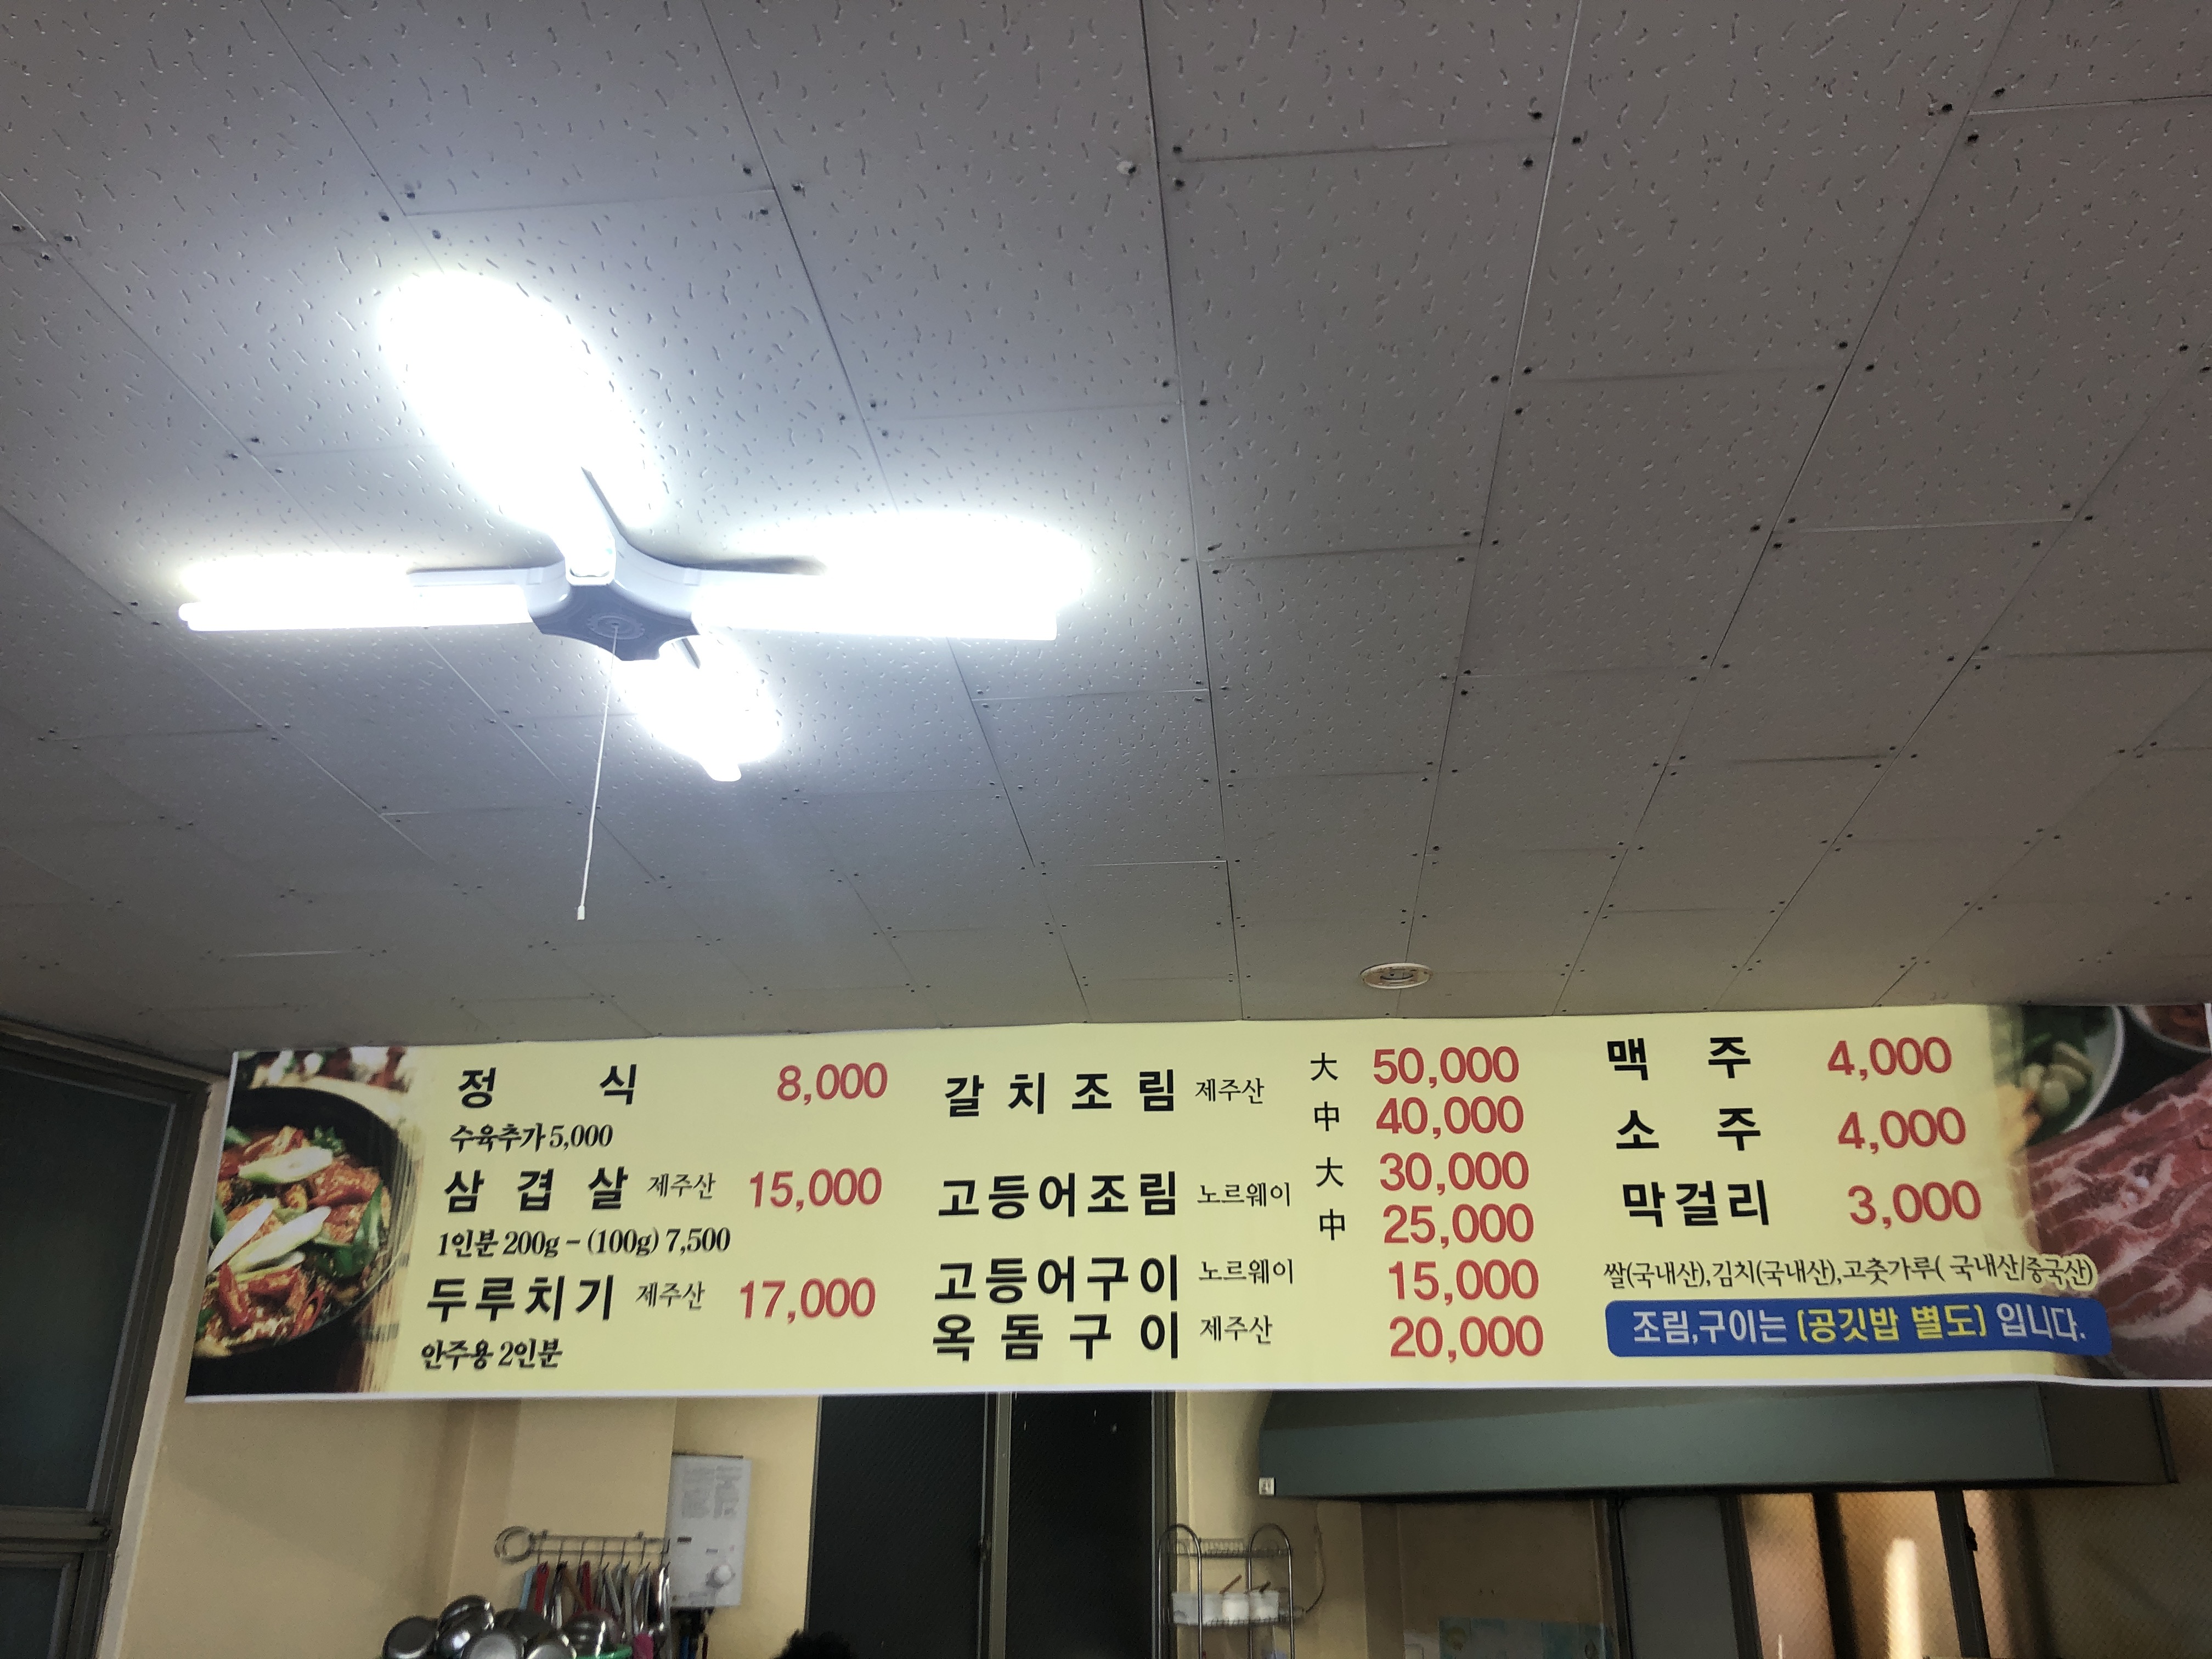 정 식 8,000
수육추가 5,000
삼 겹 살 제주산 15,000
1인분 200g - (100g) 7,500
두루치기 제주산 17,000
안주용 2인분
갈 치 조 림 제주산 大 50,000
中 40,000
고등어조림 노르웨이 大 30,000
中 25,000
고등어구이 노르웨이 15,000
옥 돔 구 이 제주산 20,000
맥 주 4,000
소 주 4,000
막걸리 3,000
쌀(국내산),김치(국내산),고춧가루( 국내산/중국산)
조림,구이는 (공깃밥 별도) 입니다.